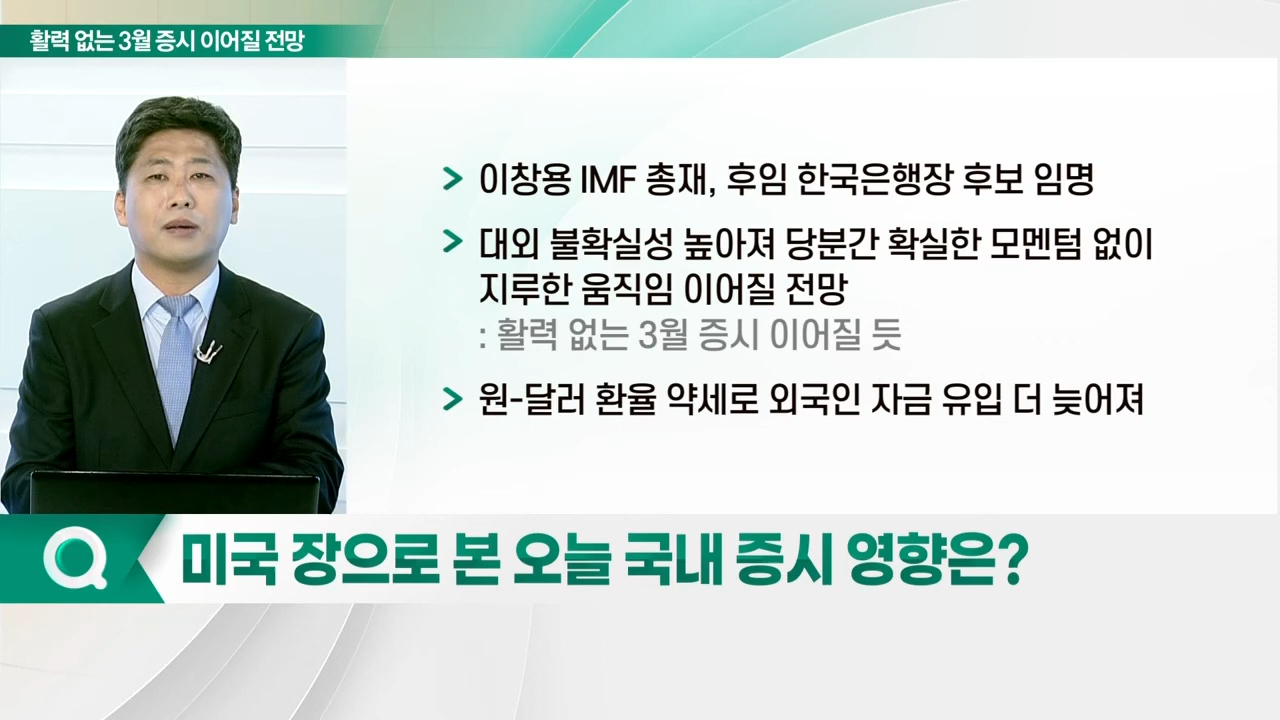 활력 없는 3월 증시 이어질 전망
이창용 IMF 총재, 후임 한국은행장 후보 임명
대외 불확실성 높아져 당분간 확실한 모멘텀 없이
지루한 움직임 이어질 전망
: 활력 없는 3월 증시 이어질 듯
원-달러 환율 약세로 외국인 자금 유입 더 늦어져
미국 장으로 본 오늘 국내 증시 영향은?